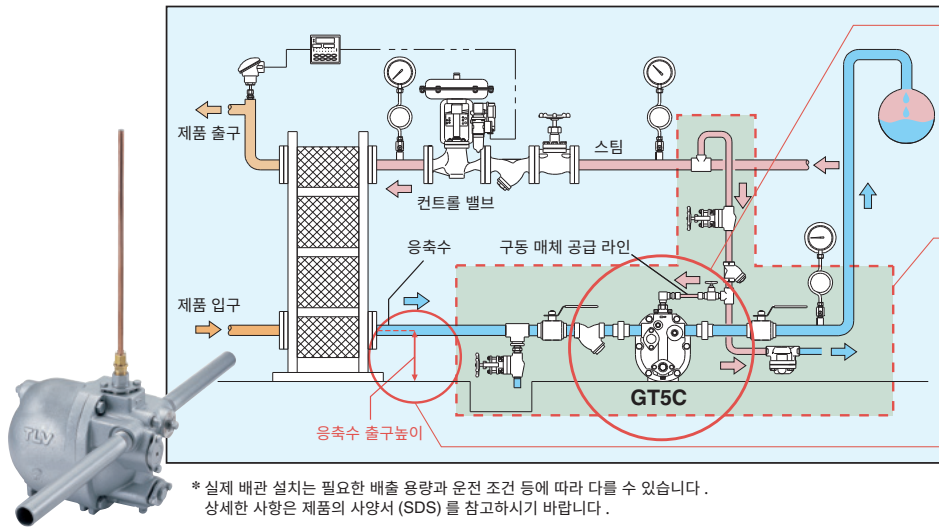 제품 출구
스팀
컨트롤 밸브
응축수
구동 매체 공급 라인
제품 입구
GT5C
응축수 출구높이
TLV
* 실제 배관 설치는 필요한 배출 용량과 운전 조건 등에 따라 다를 수 있습니다 .
상세한 사항은 제품의 사양서 (SDS) 를 참고하시기 바랍니다 .